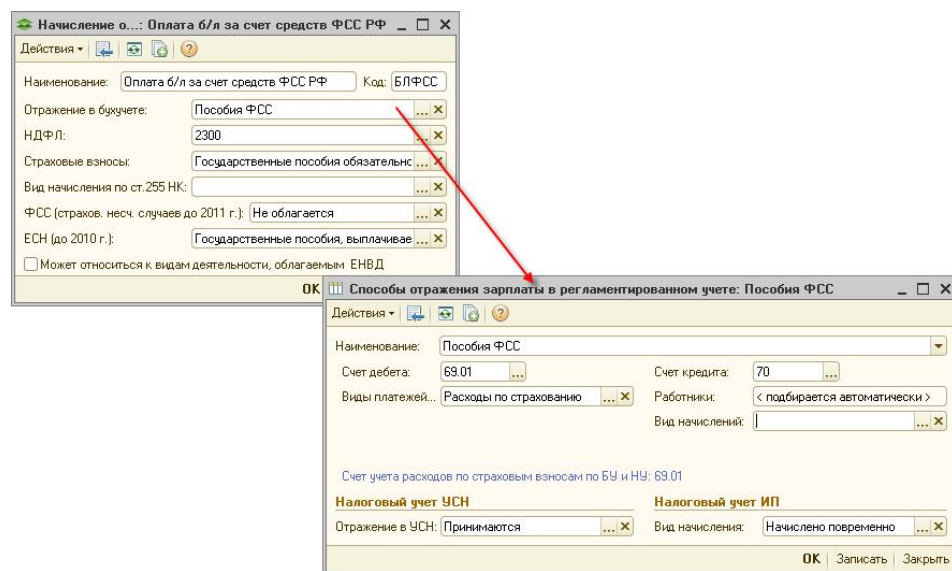 Начисление о...: Оплата б/л за счет средств ФСС РФ
Действия
Наименование: Оплата б/л за счет средств ФСС РФ Код: БЛФСС
Отражение в бухучете: Пособия ФСС ...
НДФЛ: 2300 ...
Страховые взносы: Государственные пособия обязательнс ...
Вид начисления по ст.255 НК: ...
ФСС (страхов. несч. случаев до 2011 г.): Не облагается ...
ЕСН (до 2010 г.): Государственные пособия, выплачивае ...
Может относиться к видам деятельности, облагаемым ЕНВД
ОК
Способы отражения зарплаты в регламентированном учете: Пособия ФСС
Действия
Наименование: Пособия ФСС
Счет дебета: 69.01 ... Счет кредита: 70 ...
Виды платежей... Расходы по страхованию ... Работники: < подбирается автоматически >
Вид начислений: ...
Счет учета расходов по страховым взносам по БУ и НУ: 69.01
Налоговый учет УСН Налоговый учет ИП
Отражение в УСН: Принимаются ... Вид начисления: Начислено повременно ...
ОК Записать Закрыть